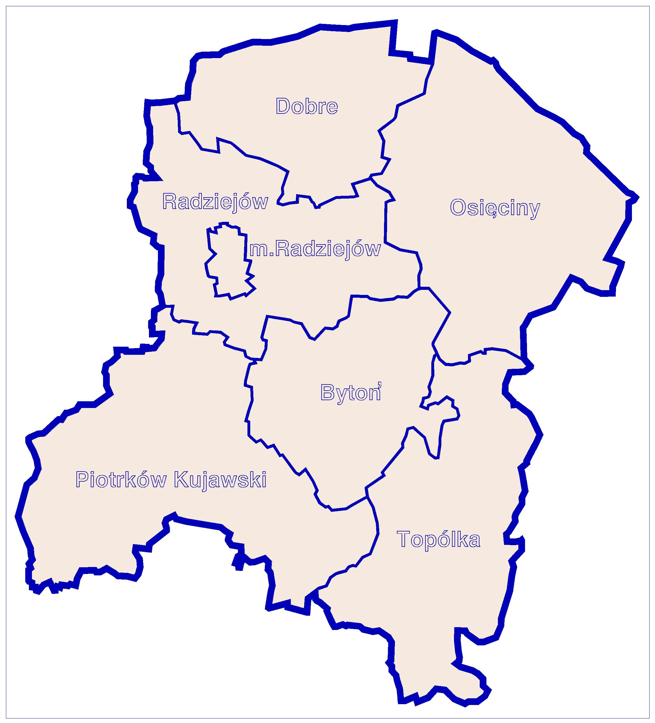 Dobre
Radziejów
Osięciny
m.Radziejów
Bytoń
Piotrków Kujawski
Topólka